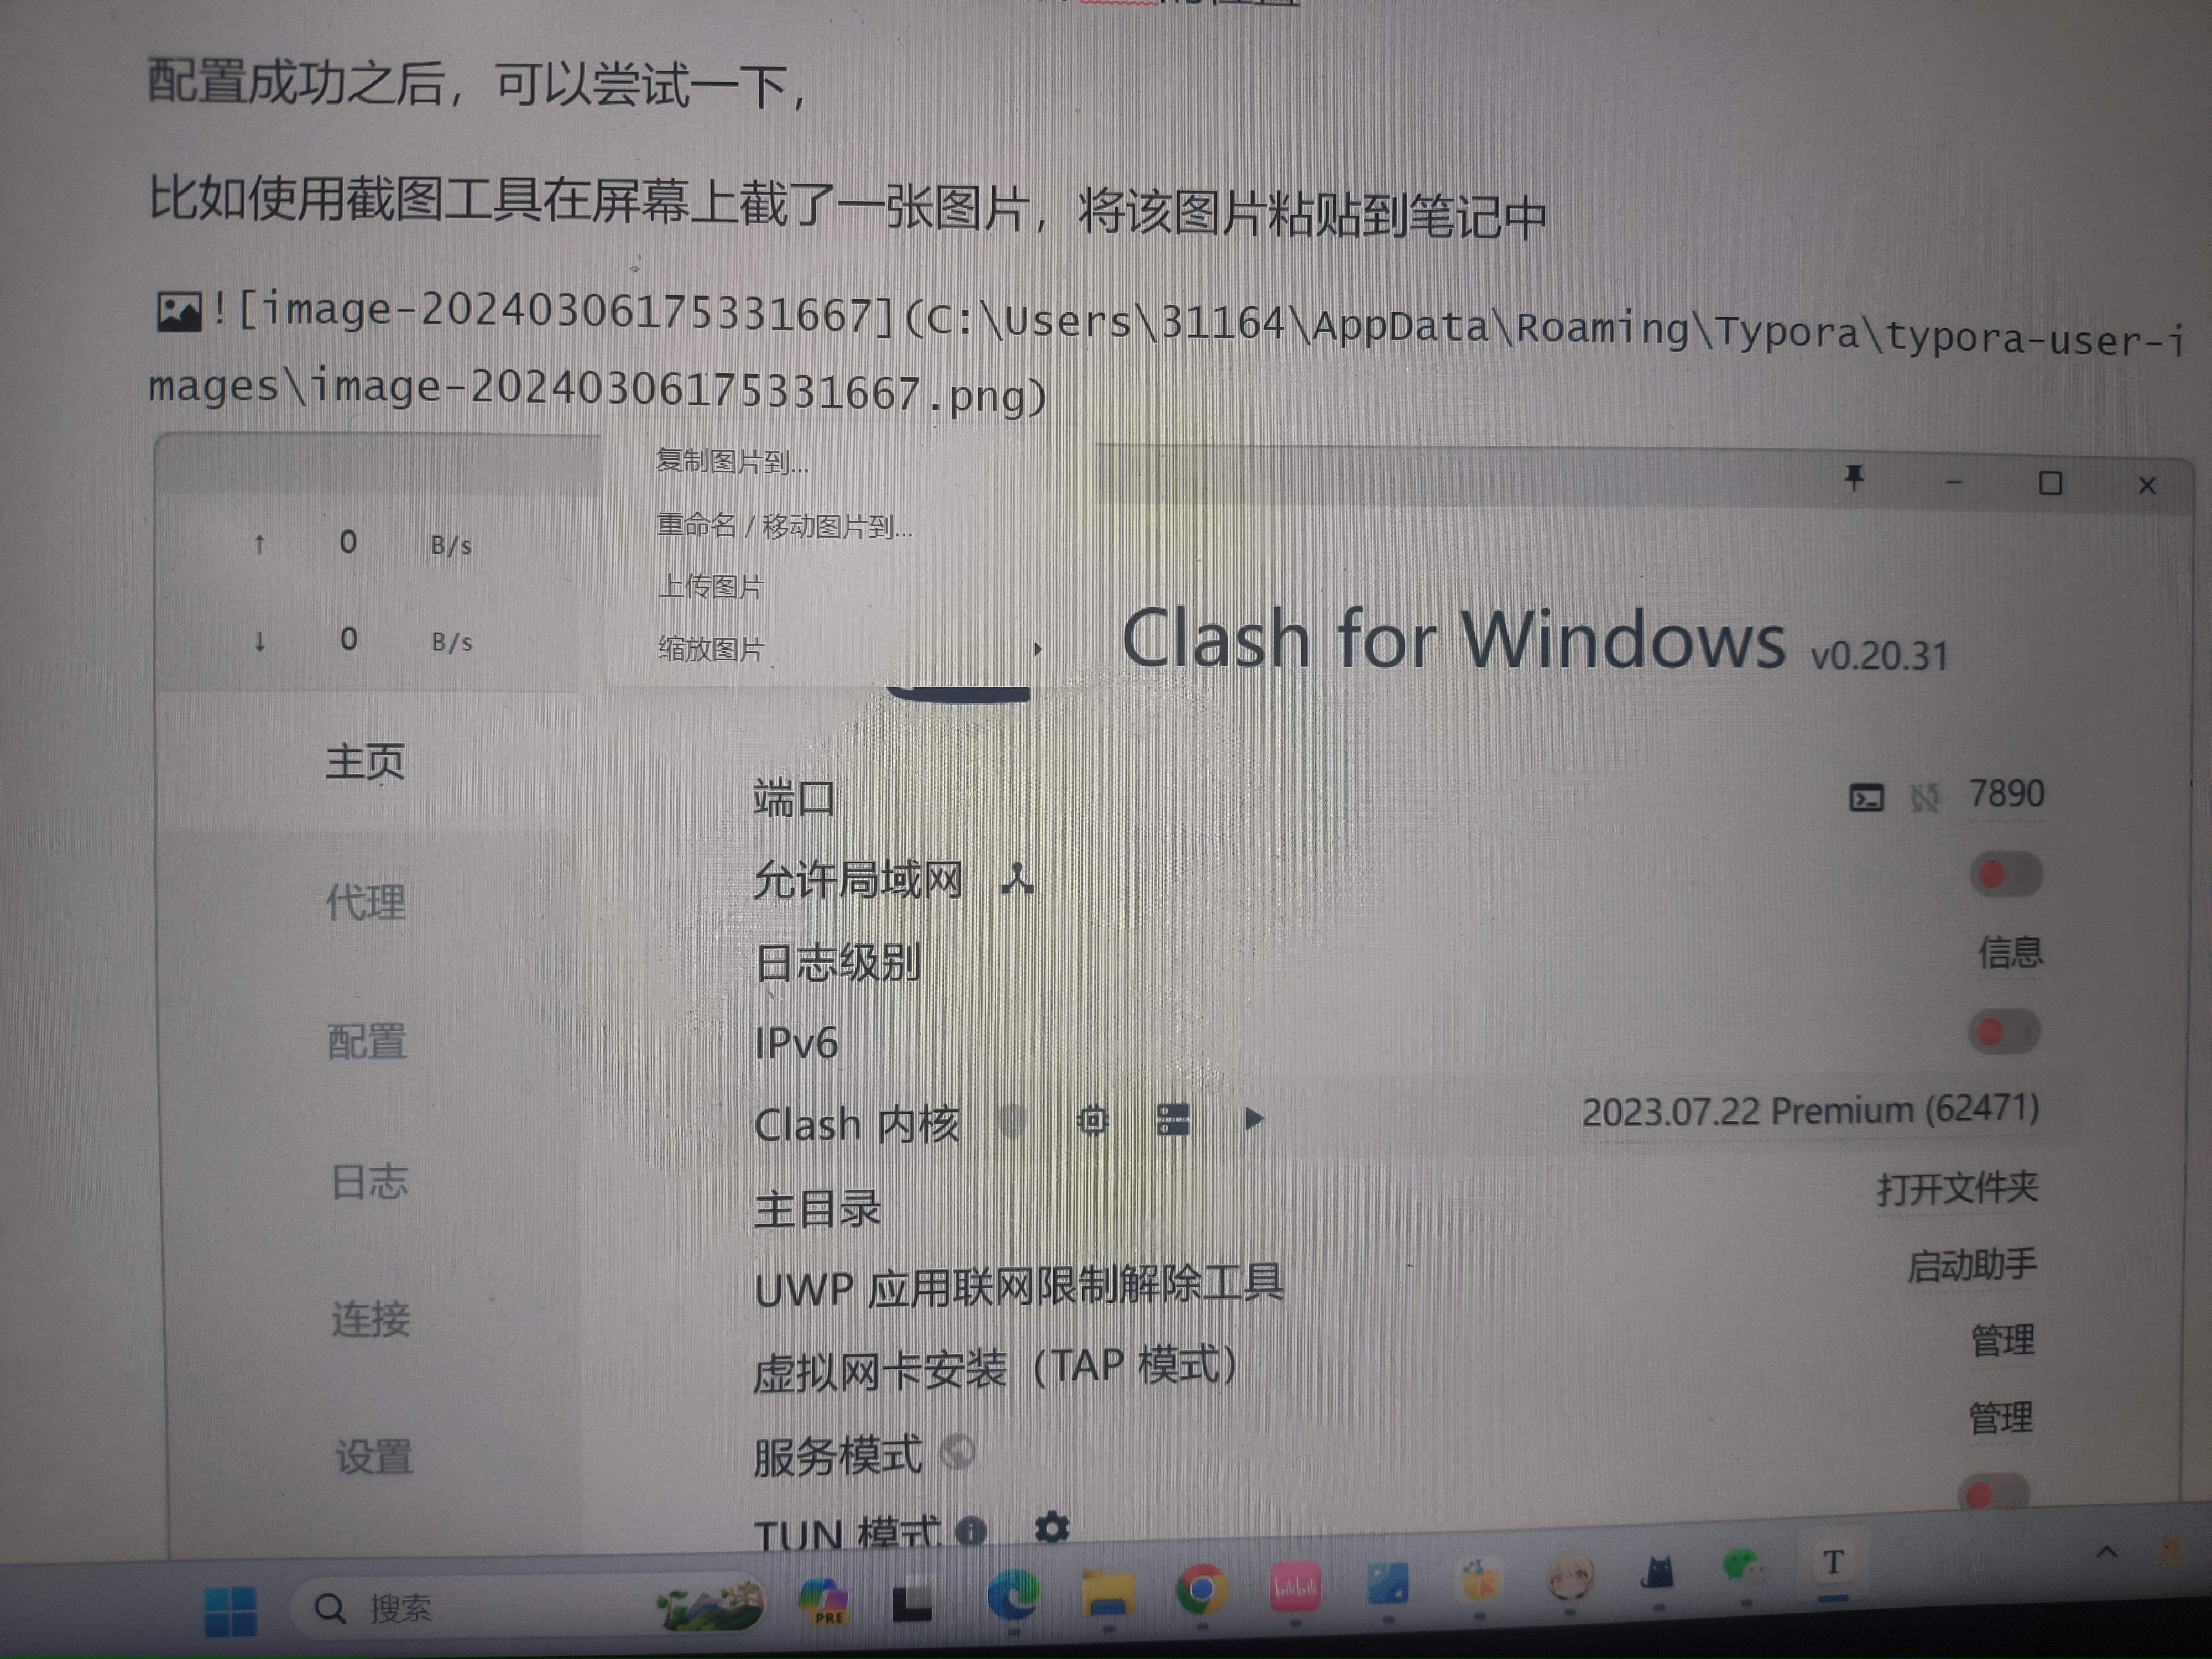 配置成功之后，可以尝试一下，
比如使用截图工具在屏幕上截了一张图片，将该图片粘贴到笔记中
![image-20240306175331667](C:\Users\31164\AppData\Roaming\Typora\typora-user-i
mages\image-20240306175331667.png)
复制图片到...
重命名 / 移动图片到...
上传图片
缩放图片
↑ 0 B/s
↓ 0 B/s
Clash for Windows v0.20.31
主页
代理
配置
日志
连接
设置
端口 7890
允许局域网
日志级别 信息
IPv6
Clash 内核 2023.07.22 Premium (62471)
主目录 打开文件夹
UWP 应用联网限制解除工具 启动助手
虚拟网卡安装（TAP 模式） 管理
服务模式 管理
TUN 模式
搜索
PRE
bilibili
T